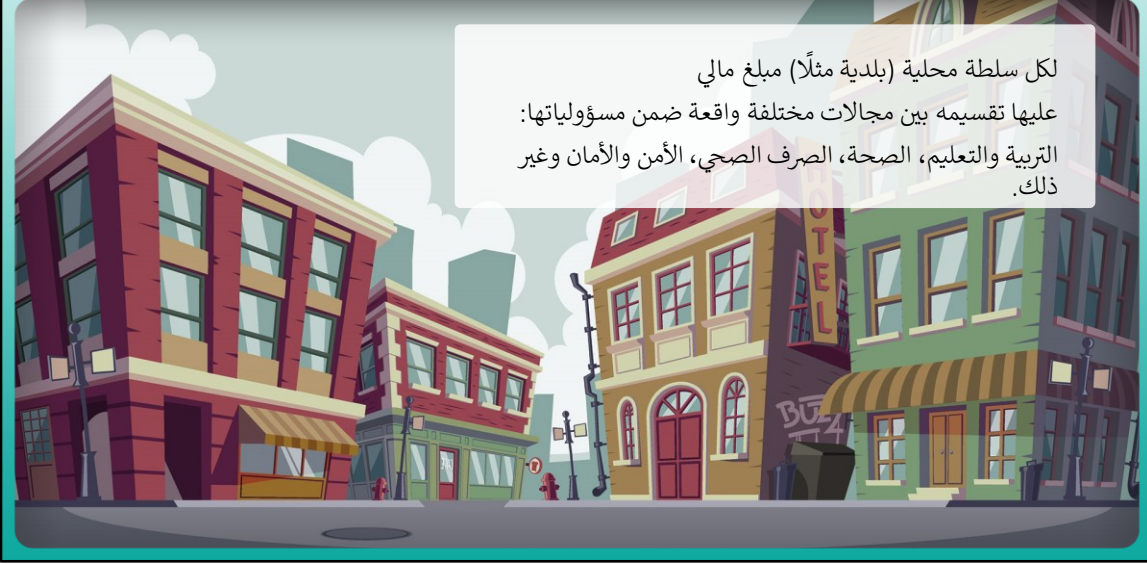 لكل سلطة محلية (بلدية مثلًا) مبلغ مالي
عليها تقسيمه بين مجالات مختلفة واقعة ضمن مسؤولياتها:
التربية والتعليم، الصحة، الصرف الصحي، الأمن والأمان وغير
ذلك.
HOTEL
BUZZ